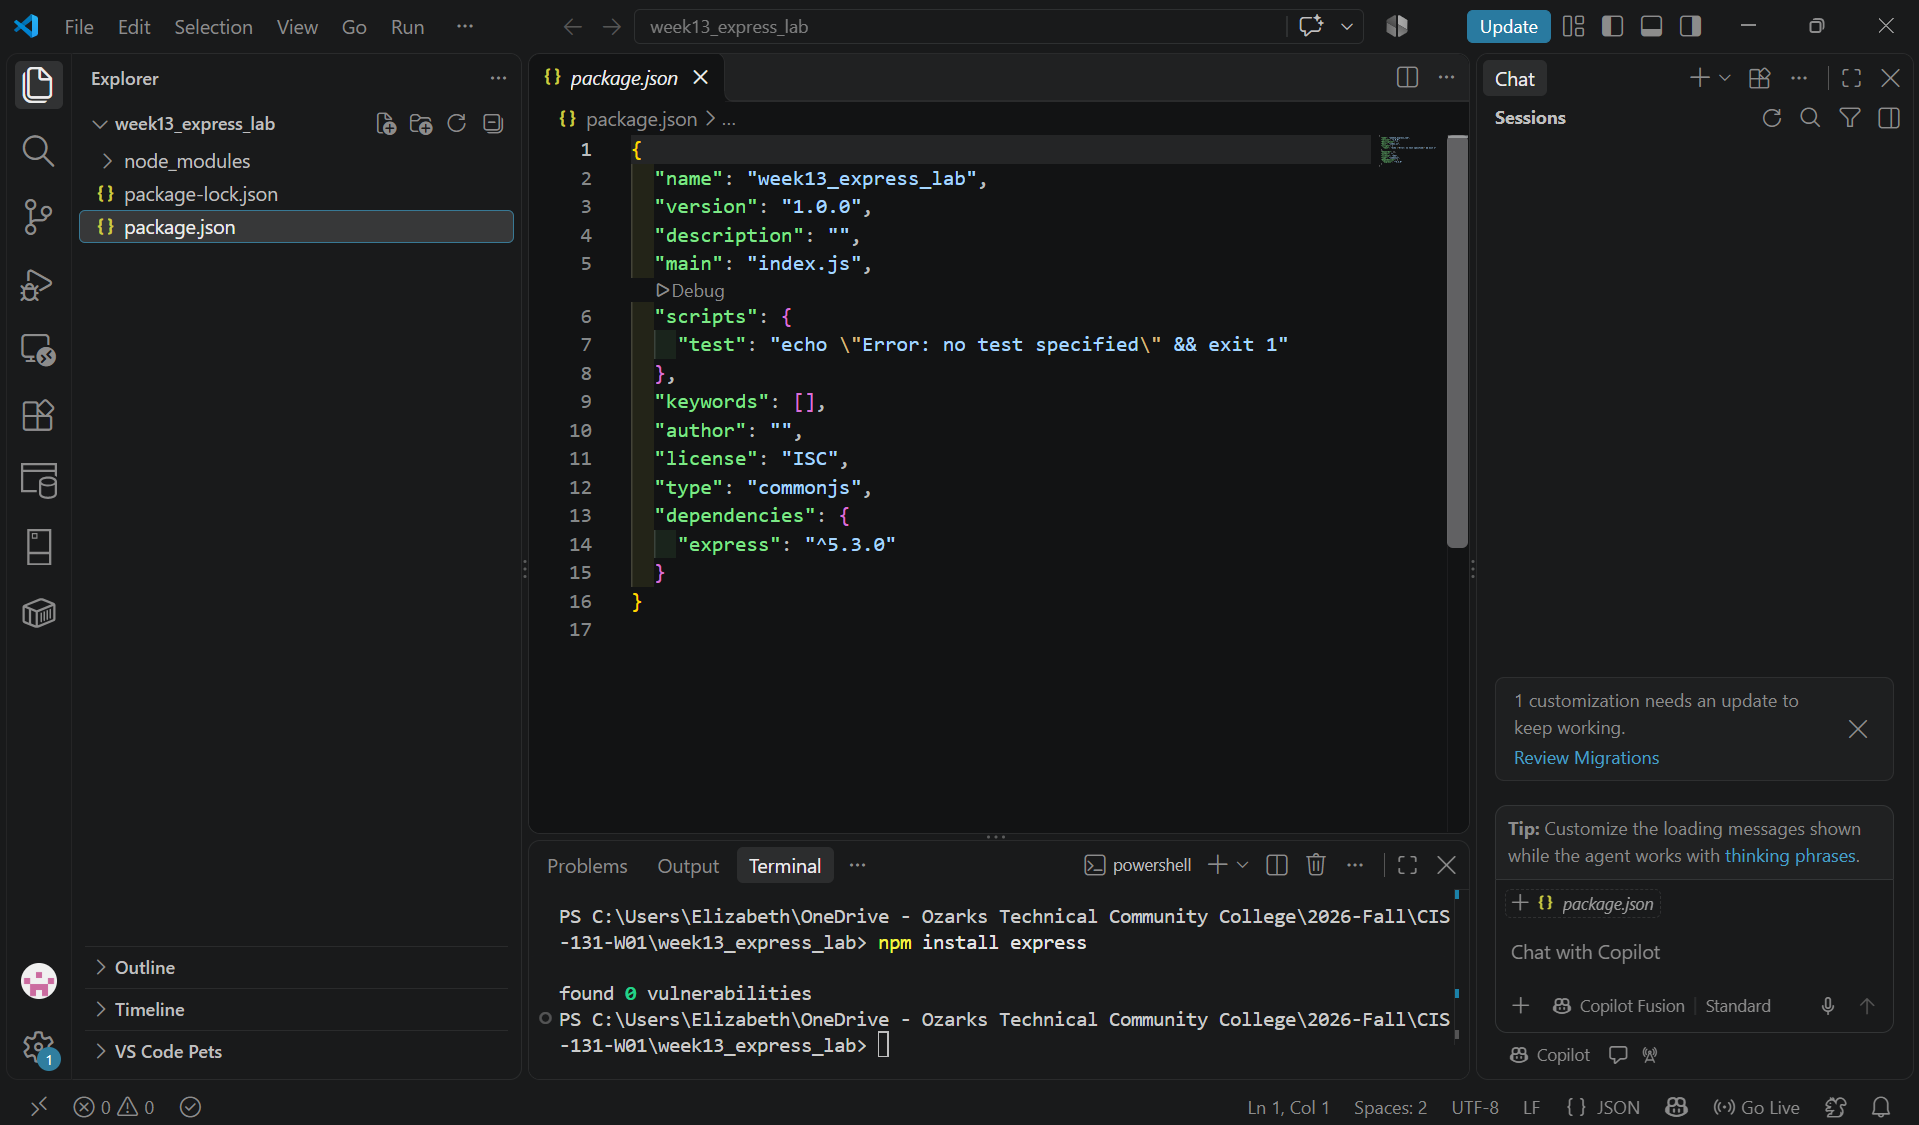 File Edit Selection View Go Run ···
week13_express_lab
Update
Explorer
week13_express_lab
node_modules
{} package-lock.json
{} package.json
Outline
Timeline
VS Code Pets
1
{} package.json
{} package.json > ...
1 {
2 "name": "week13_express_lab",
3 "version": "1.0.0",
4 "description": "",
5 "main": "index.js",
Debug
6 "scripts": {
7 "test": "echo \"Error: no test specified\" && exit 1"
8 },
9 "keywords": [],
10 "author": "",
11 "license": "ISC",
12 "type": "commonjs",
13 "dependencies": {
14 "express": "^5.3.0"
15 }
16 }
17
Problems Output Terminal ···
powershell
PS C:\Users\Elizabeth\OneDrive - Ozarks Technical Community College\2026-Fall\CIS
-131-W01\week13_express_lab> npm install express
found 0 vulnerabilities
PS C:\Users\Elizabeth\OneDrive - Ozarks Technical Community College\2026-Fall\CIS
-131-W01\week13_express_lab>
Chat
Sessions
1 customization needs an update to
keep working.
Review Migrations
Tip: Customize the loading messages shown
while the agent works with thinking phrases.
{} package.json
Chat with Copilot
Copilot Fusion Standard
Copilot
0 0
Ln 1, Col 1 Spaces: 2 UTF-8 LF {} JSON Go Live